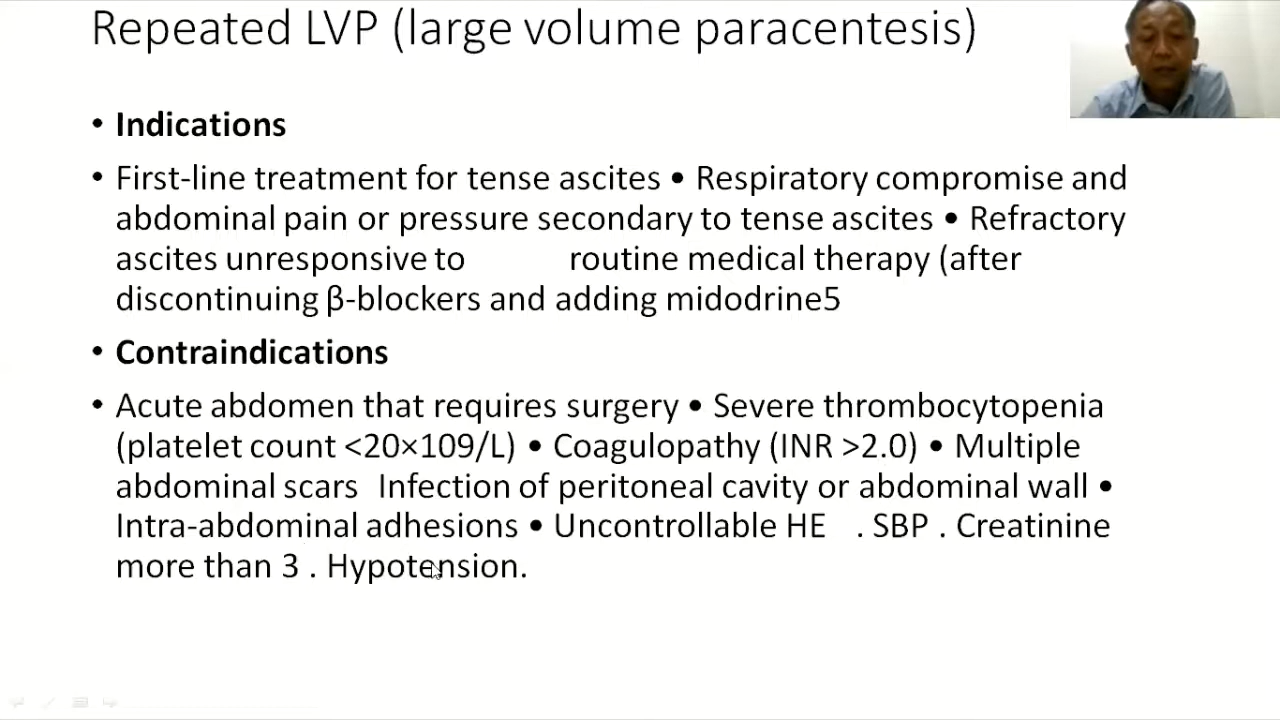 Repeated LVP (large volume paracentesis)
• Indications
• First-line treatment for tense ascites • Respiratory compromise and
abdominal pain or pressure secondary to tense ascites • Refractory
ascites unresponsive to routine medical therapy (after
discontinuing β-blockers and adding midodrine5
• Contraindications
• Acute abdomen that requires surgery • Severe thrombocytopenia
(platelet count <20×109/L) • Coagulopathy (INR >2.0) • Multiple
abdominal scars Infection of peritoneal cavity or abdominal wall •
Intra-abdominal adhesions • Uncontrollable HE . SBP . Creatinine
more than 3 . Hypotension.